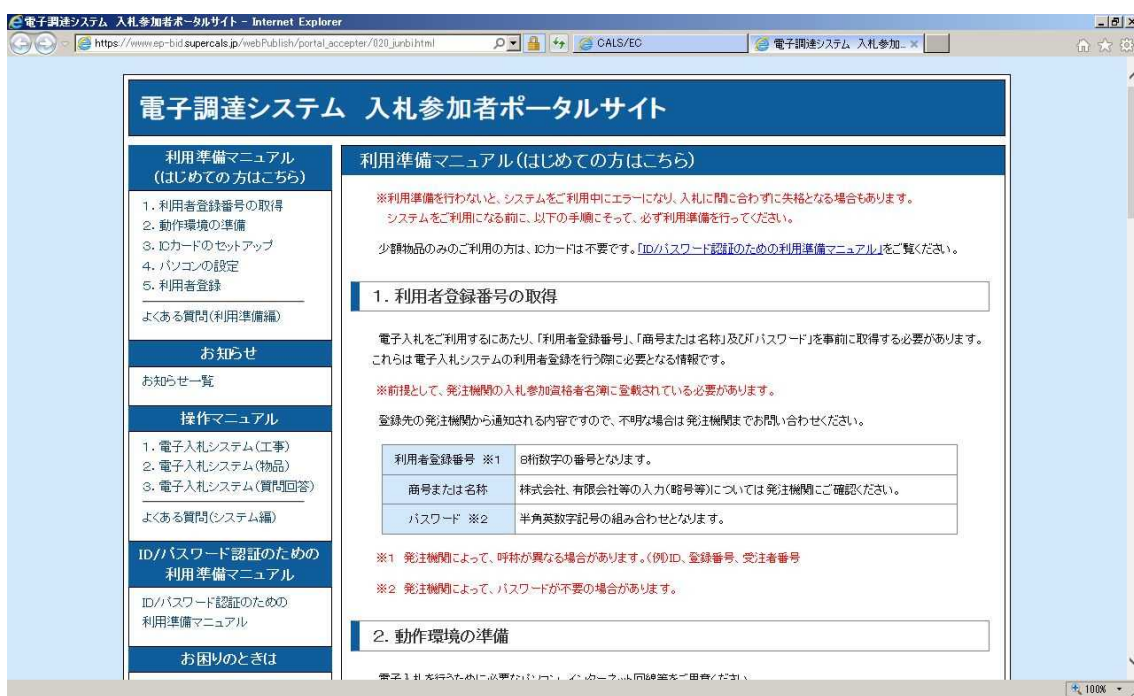 電子調達システム 入札参加者ポータルサイト - Internet Explorer
https://www.ep-bid.supercals.jp/webPublish/portal_accepter/020_junbi.html
CALS/EC
電子調達システム 入札参加...
電子調達システム 入札参加者ポータルサイト
利用準備マニュアル
(はじめての方はこちら)
1. 利用者登録番号の取得
2. 動作環境の準備
3. ICカードのセットアップ
4. パソコンの設定
5. 利用者登録
よくある質問(利用準備編)
お知らせ
お知らせ一覧
操作マニュアル
1. 電子入札システム(工事)
2. 電子入札システム(物品)
3. 電子入札システム(質問回答)
よくある質問(システム編)
ID/パスワード認証のための
利用準備マニュアル
ID/パスワード認証のための
利用準備マニュアル
お困りのときは
利用準備マニュアル(はじめての方はこちら)
※利用準備を行わないと、システムをご利用中にエラーになり、入札に間に合わずに失格となる場合もあります。
システムをご利用になる前に、以下の手順にそって、必ず利用準備を行ってください。
少額物品のみのご利用の方は、ICカードは不要です。「ID/パスワード認証のための利用準備マニュアル」をご覧ください。
1. 利用者登録番号の取得
電子入札をご利用するにあたり、「利用者登録番号」、「商号または名称」及び「パスワード」を事前に取得する必要があります。
これらは電子入札システムの利用者登録を行う際に必要となる情報です。
※前提として、発注機関の入札参加資格者名簿に登載されている必要があります。
登録先の発注機関から通知される内容ですので、不明な場合は発注機関までお問い合わせください。
利用者登録番号 ※1 8桁数字の番号となります。
商号または名称 株式会社、有限会社等の入力(略号等)については発注機関にご確認ください。
パスワード ※2 半角英数字記号の組み合わせとなります。
※1 発注機関によって、呼称が異なる場合があります。(例)ID、登録番号、受注者番号
※2 発注機関によって、パスワードが不要の場合があります。
2. 動作環境の準備
電子入札を行うために必要なパソコン、インターネット回線等をご用意ください。
100%